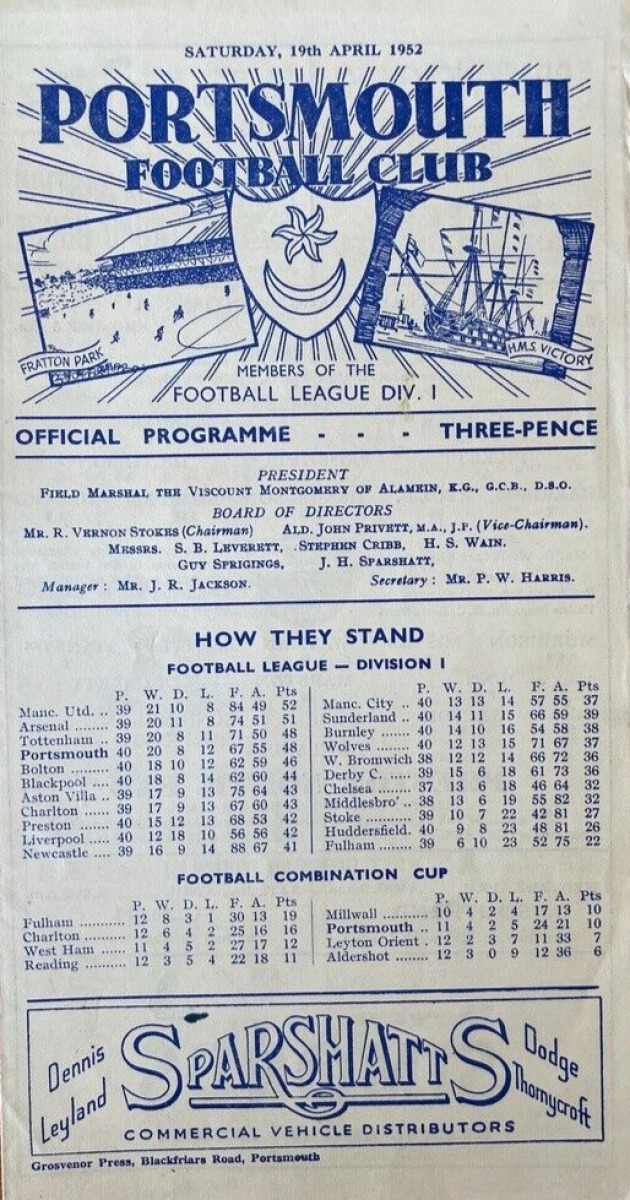 SATURDAY, 19th APRIL 1952
PORTSMOUTH
FOOTBALL CLUB
FRATTON PARK
H.M.S. VICTORY
MEMBERS OF THE
FOOTBALL LEAGUE DIV. I
OFFICIAL PROGRAMME - - - THREE-PENCE
PRESIDENT
FIELD MARSHAL THE VISCOUNT MONTGOMERY OF ALAMEIN, K.G., G.C.B., D.S.O.
BOARD OF DIRECTORS
MR. R. VERNON STOKES (Chairman) ALD. JOHN PRIVETT, M.A., J.P. (Vice-Chairman).
MESSRS. S. B. LEVERETT, STEPHEN CRIBB, H. S. WAIN.
GUY SPRIGINGS, J. H. SPARSHATT,
Manager : MR. J. R. JACKSON. Secretary : MR. P. W. HARRIS.
HOW THEY STAND
FOOTBALL LEAGUE — DIVISION I
P. W. D. L. F. A. Pts
Manc. Utd. .. 39 21 10 8 84 49 52
Arsenal ........ 39 20 11 8 74 51 51
Tottenham .. 39 20 8 11 71 50 48
Portsmouth 40 20 8 12 67 55 48
Bolton .......... 40 18 10 12 62 59 46
Blackpool .... 40 18 8 14 62 60 44
Aston Villa .. 39 17 9 13 75 64 43
Charlton ...... 39 17 9 13 67 60 43
Preston ........ 40 15 12 13 68 53 42
Liverpool ..... 40 12 18 10 56 56 42
Newcastle .... 39 16 9 14 88 67 41
P. W. D. L. F. A. Pts
Manc. City .. 40 13 13 14 57 55 37
Sunderland .. 40 14 11 15 66 59 39
Burnley ....... 40 14 10 16 54 58 38
Wolves ........ 40 12 13 15 71 67 37
W. Bromwich 38 12 12 14 66 72 36
Derby C. ..... 39 15 6 18 61 73 36
Chelsea ....... 37 13 6 18 46 64 32
Middlesbro' .. 38 13 6 19 55 82 32
Stoke ........... 39 10 7 22 42 81 27
Huddersfield. 40 9 8 23 48 81 26
Fulham ........ 39 6 10 23 52 75 22
FOOTBALL COMBINATION CUP
P. W. D. L. F. A. Pts
Fulham ........... 12 8 3 1 30 13 19
Charlton .......... 12 6 4 2 25 16 16
West Ham ....... 11 4 5 2 27 17 12
Reading .......... 12 3 5 4 22 18 11
P. W. D. L. F. A. Pts
Millwall ........... 10 4 2 4 17 13 10
Portsmouth .. 11 4 2 5 24 21 10
Leyton Orient . 12 2 3 7 11 33 7
Aldershot ........ 12 3 0 9 12 36 6
Dennis
Leyland
SPARSHATTS
Dodge
Thornycroft
COMMERCIAL VEHICLE DISTRIBUTORS
Grosvenor Press, Blackfriars Road, Portsmouth